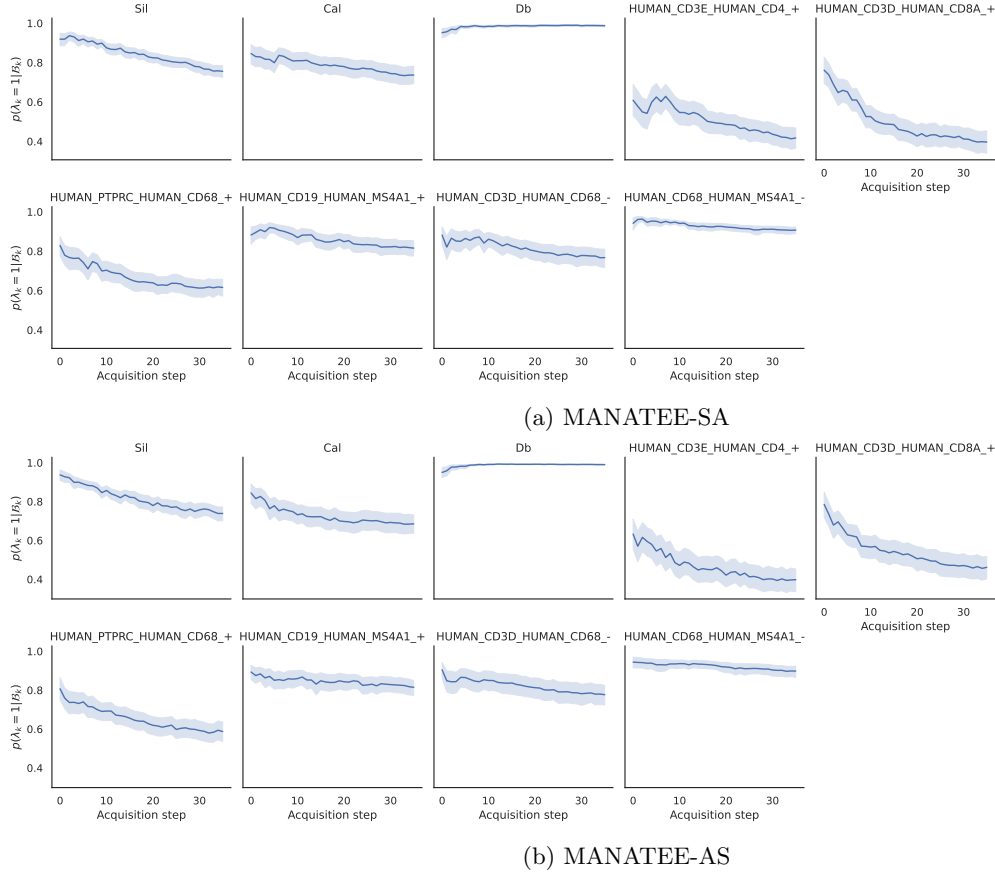 Sil Cal Db HUMAN_CD3E_HUMAN_CD4_+ HUMAN_CD3D_HUMAN_CD8A_+
1.0
0.8
0.6
0.4
p(λk = 1|Bk)
0 10 20 30
Acquisition step
HUMAN_PTPRC_HUMAN_CD68_+ HUMAN_CD19_HUMAN_MS4A1_+ HUMAN_CD3D_HUMAN_CD68_- HUMAN_CD68_HUMAN_MS4A1_-
1.0
0.8
0.6
0.4
p(λk = 1|Bk)
0 10 20 30 0 10 20 30 0 10 20 30 0 10 20 30
Acquisition step Acquisition step Acquisition step Acquisition step
(a) MANATEE-SA
Sil Cal Db HUMAN_CD3E_HUMAN_CD4_+ HUMAN_CD3D_HUMAN_CD8A_+
1.0
0.8
0.6
0.4
p(λk = 1|Bk)
0 10 20 30
Acquisition step
HUMAN_PTPRC_HUMAN_CD68_+ HUMAN_CD19_HUMAN_MS4A1_+ HUMAN_CD3D_HUMAN_CD68_- HUMAN_CD68_HUMAN_MS4A1_-
1.0
0.8
0.6
0.4
p(λk = 1|Bk)
0 10 20 30 0 10 20 30 0 10 20 30 0 10 20 30
Acquisition step Acquisition step Acquisition step Acquisition step
(b) MANATEE-AS